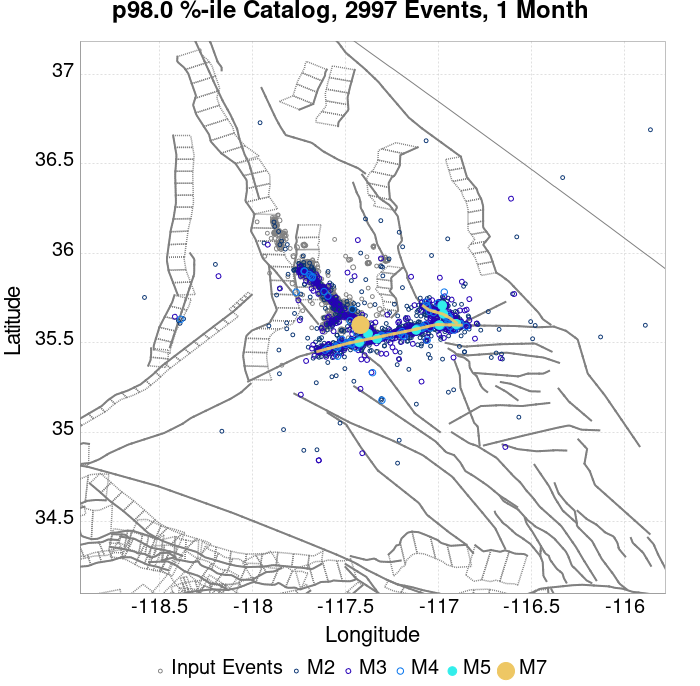 p98.0 %-ile Catalog, 2997 Events, 1 Month
37
36.5
36
35.5
35
34.5
Latitude
-118.5 -118 -117.5 -117 -116.5 -116
Longitude
Input Events M2 M3 M4 M5 M7